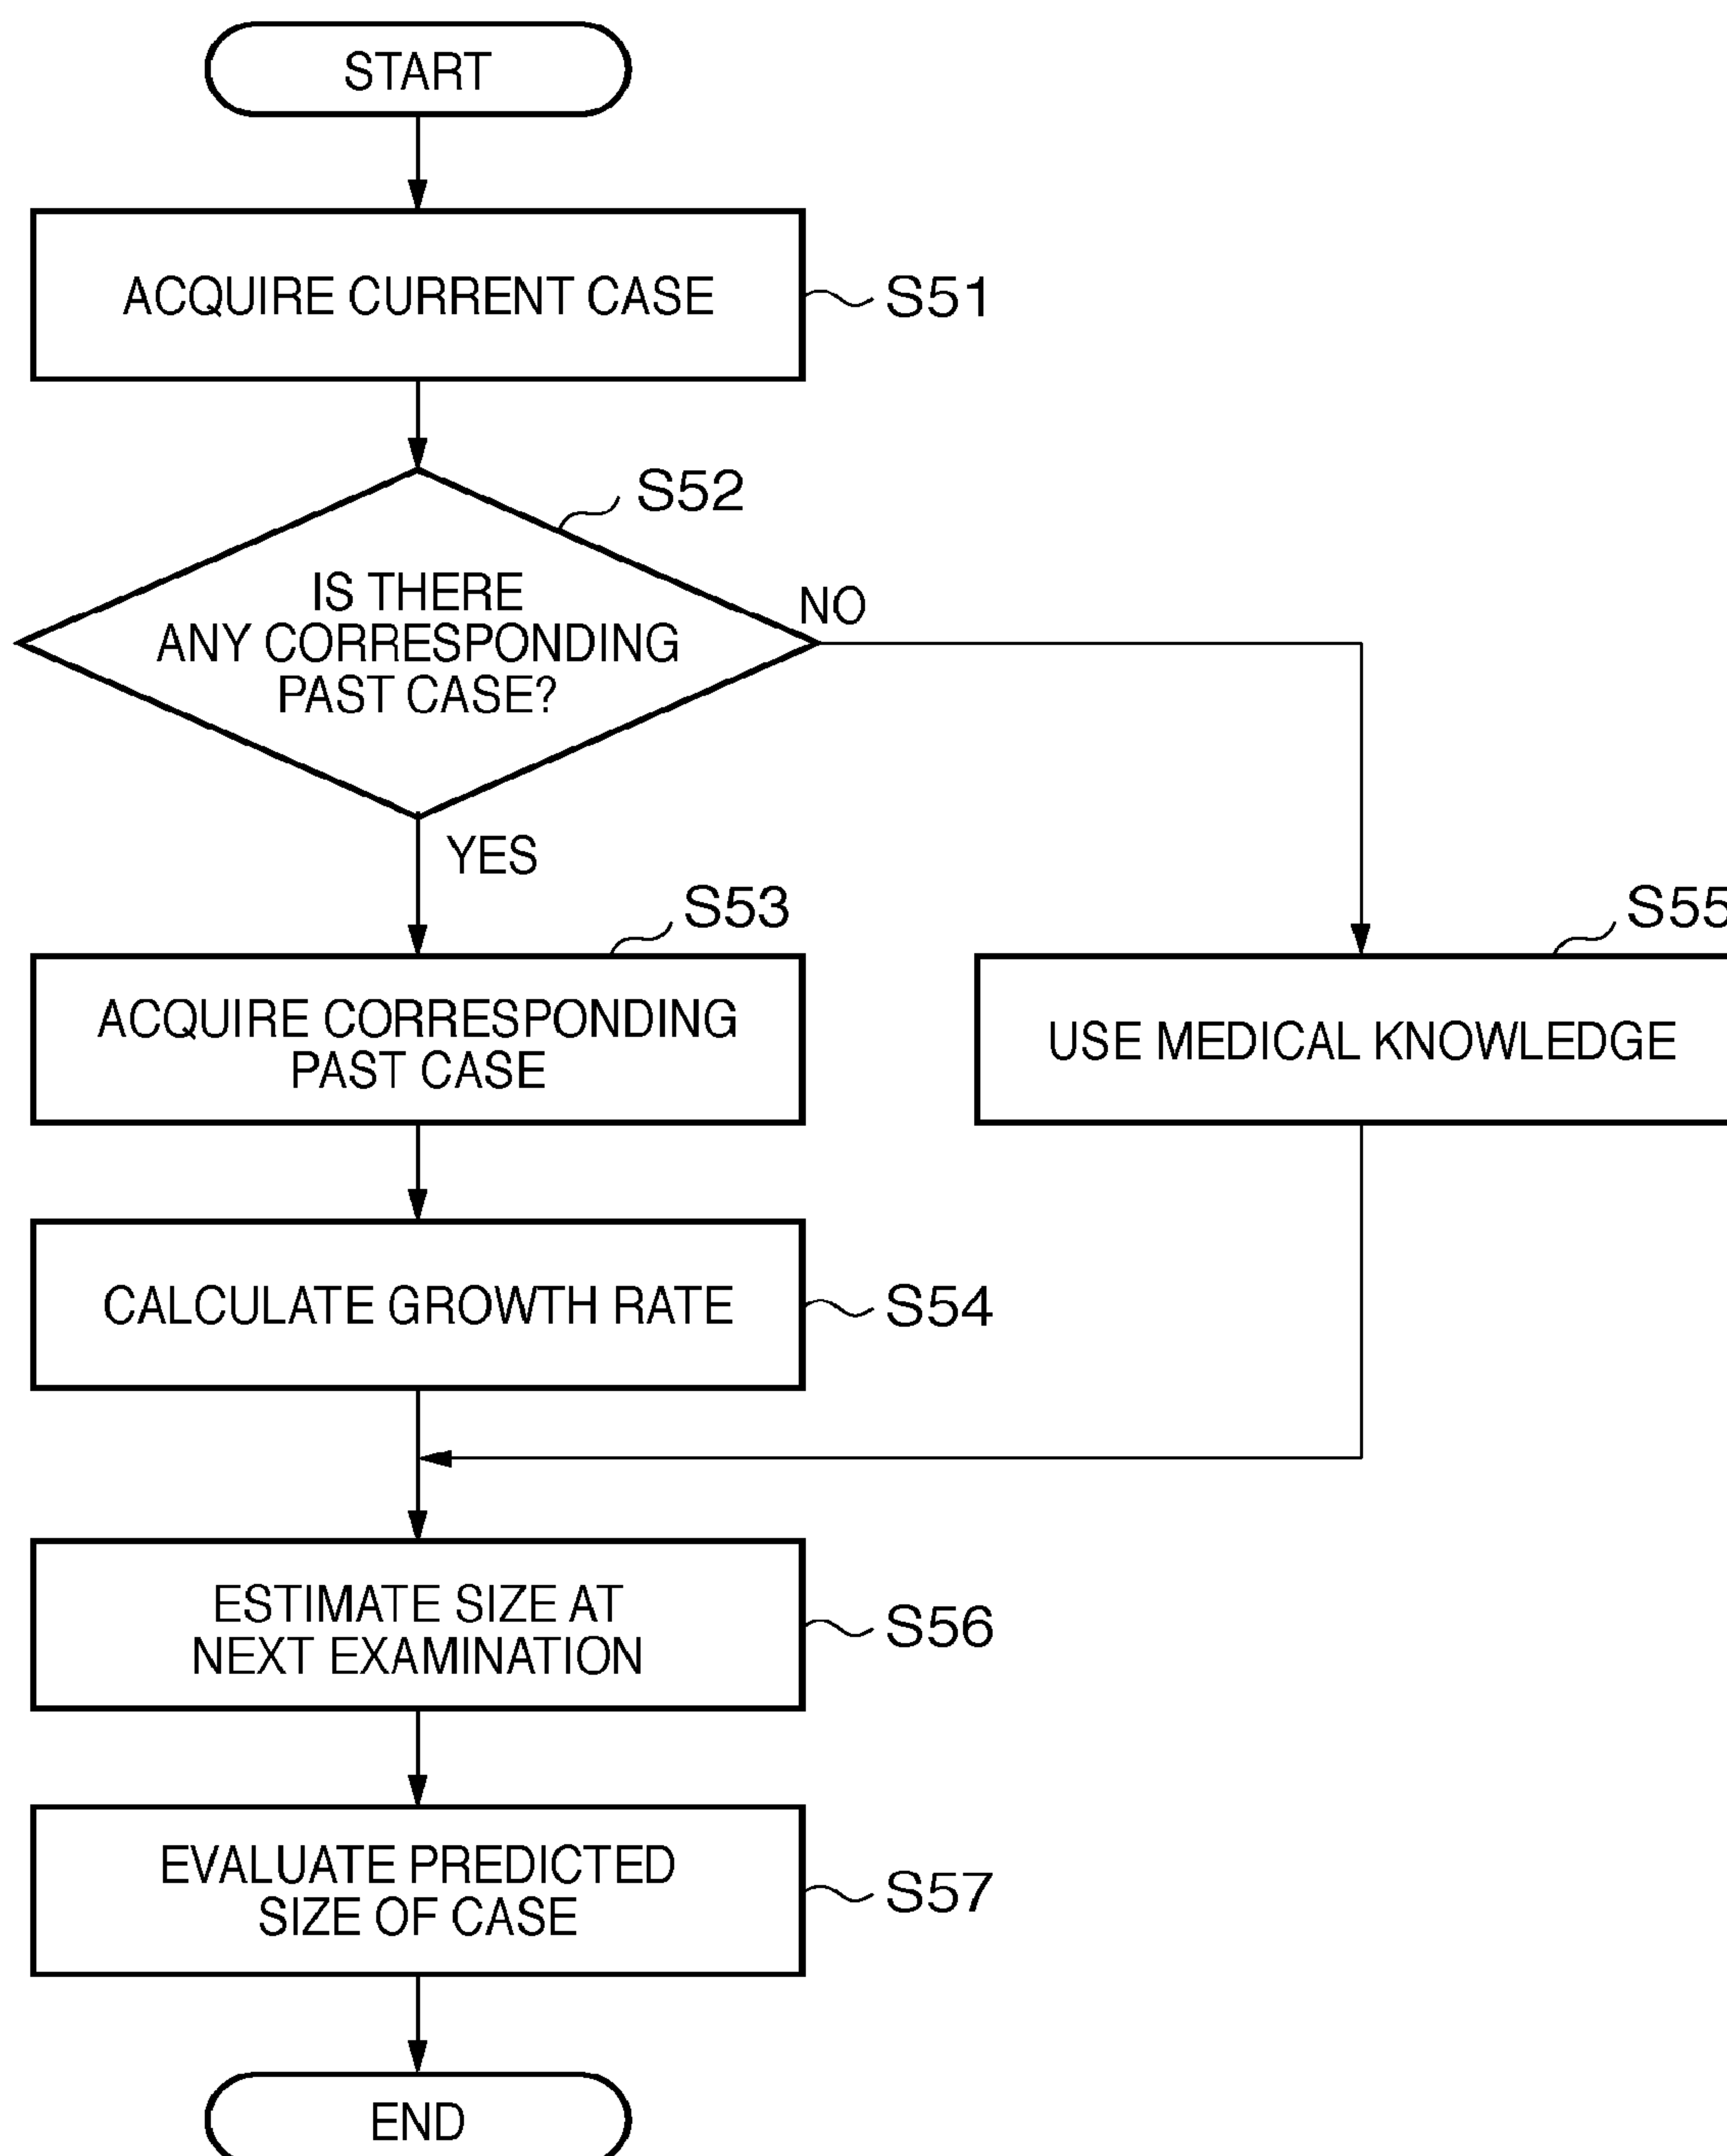 START
ACQUIRE CURRENT CASE
S51
S52
IS THERE
ANY CORRESPONDING
PAST CASE?
NO
YES
S53
ACQUIRE CORRESPONDING
PAST CASE
S55
USE MEDICAL KNOWLEDGE
CALCULATE GROWTH RATE
S54
ESTIMATE SIZE AT
NEXT EXAMINATION
S56
EVALUATE PREDICTED
SIZE OF CASE
S57
END